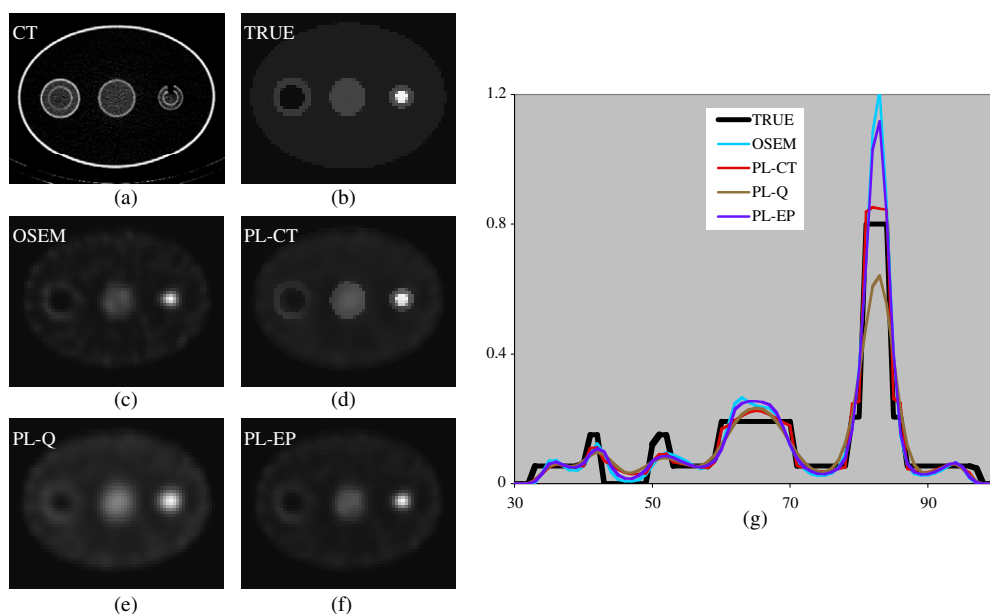 CT
TRUE
(a)
(b)
OSEM
PL-CT
(c)
(d)
PL-Q
PL-EP
(e)
(f)
1.2
0.8
0.4
0
TRUE
OSEM
PL-CT
PL-Q
PL-EP
30
50
70
90
(g)